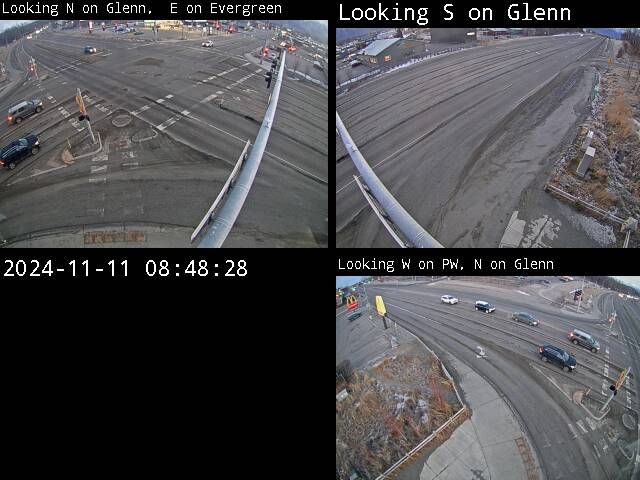 Looking N on Glenn,  E on Evergreen
Looking S on Glenn
2024-11-11 08:48:28
Looking W on PW, N on Glenn